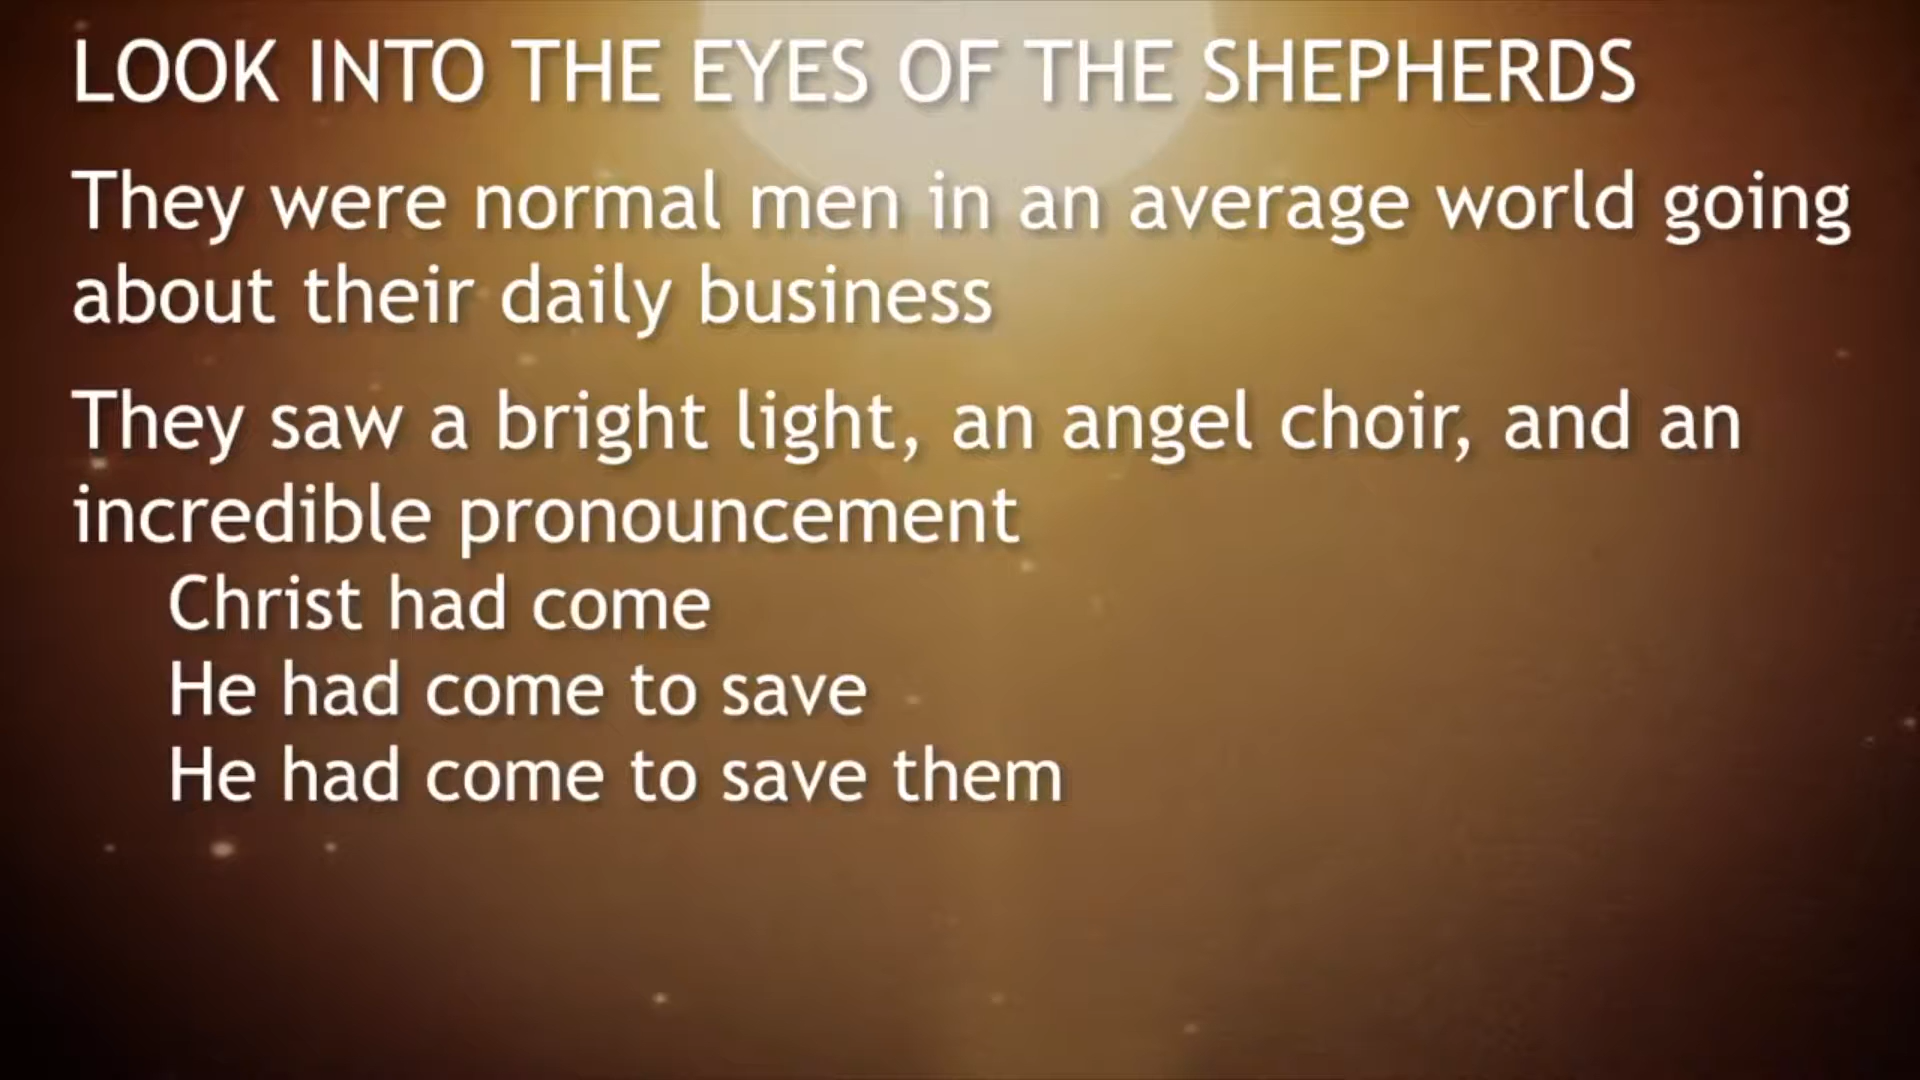 LOOK INTO THE EYES OF THE SHEPHERDS
They were normal men in an average world going
about their daily business
They saw a bright light, an angel choir, and an
incredible pronouncement
Christ had come
He had come to save
He had come to save them